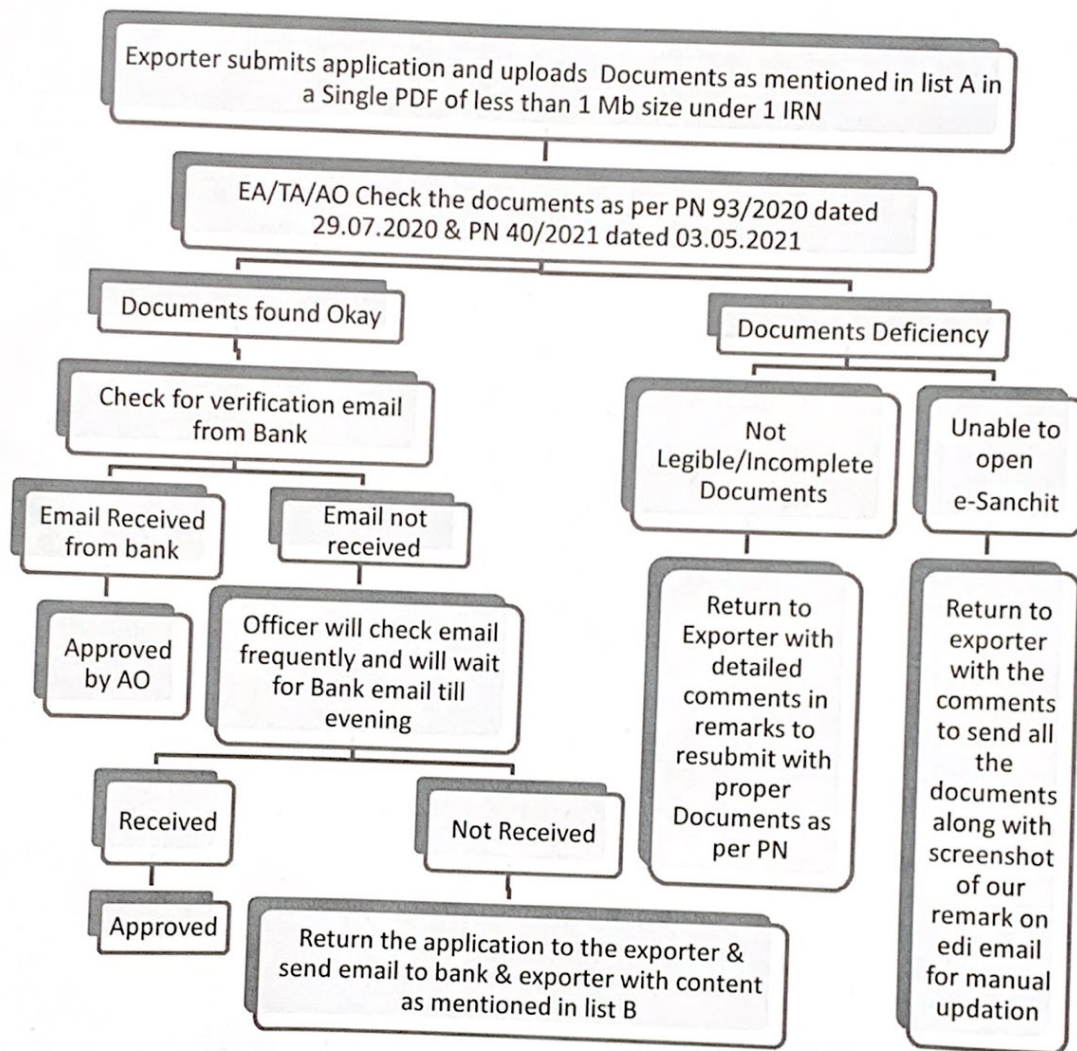 Exporter submits application and uploads Documents as mentioned in list A in
a Single PDF of less than 1 Mb size under 1 IRN
EA/TA/AO Check the documents as per PN 93/2020 dated
29.07.2020 & PN 40/2021 dated 03.05.2021
Documents found Okay
Documents Deficiency
Check for verification email
from Bank
Not
Legible/Incomplete
Documents
Unable to
open
e-Sanchit
Email Received
from bank
Email not
received
Approved
by AO
Officer will check email
frequently and will wait
for Bank email till
evening
Return to
Exporter with
detailed
comments in
remarks to
resubmit with
proper
Documents as
per PN
Return to
exporter
with the
comments
to send all
the
documents
along with
screenshot
of our
remark on
edi email
for manual
updation
Received
Not Received
Approved
Return the application to the exporter &
send email to bank & exporter with content
as mentioned in list B